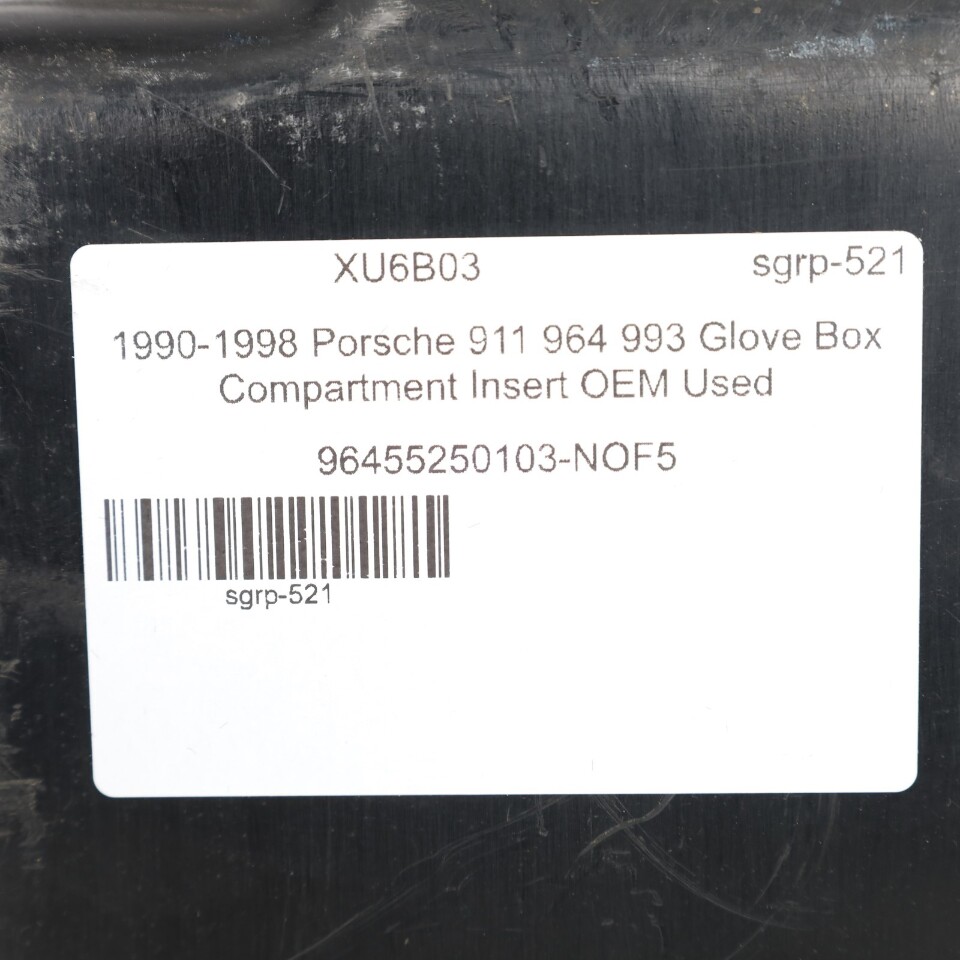 XU6B03 sgrp-521
1990-1998 Porsche 911 964 993 Glove Box
Compartment Insert OEM Used
96455250103-NOF5
sgrp-521